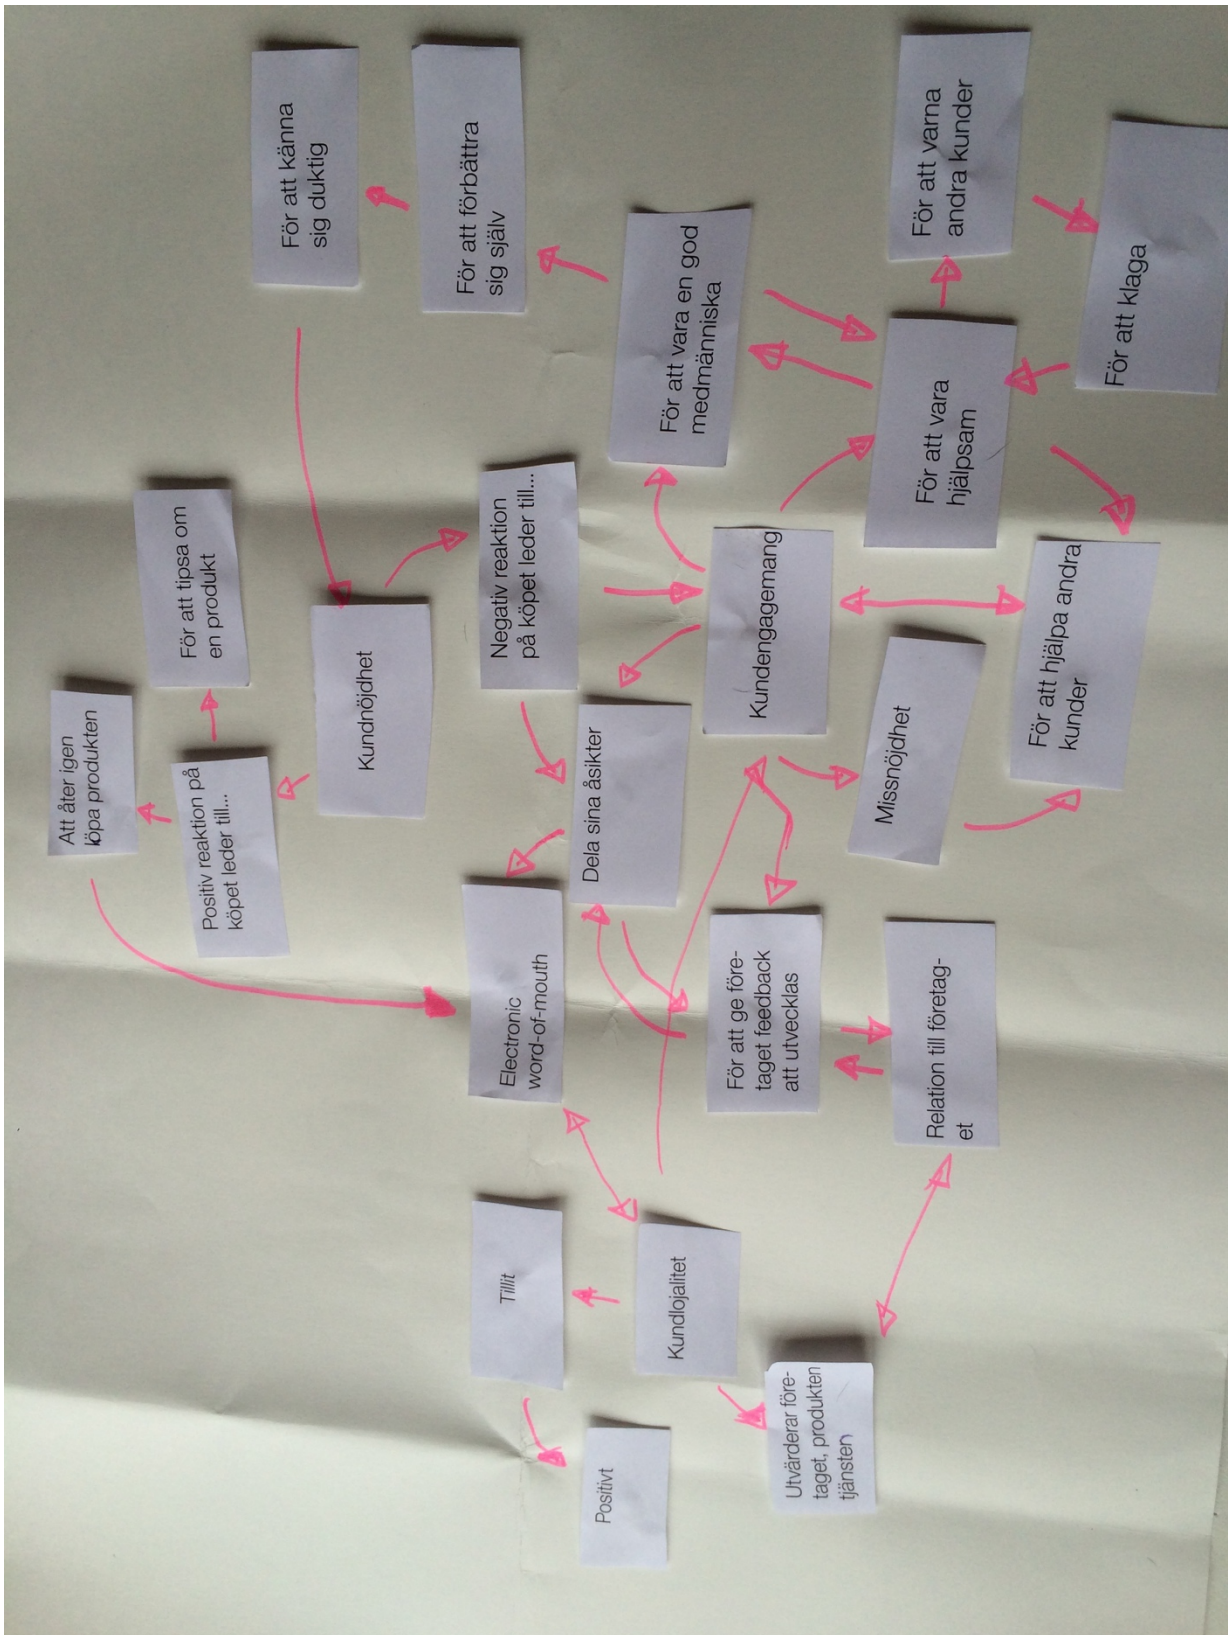 Att åter igen
köpa produkten
För att tipsa om
en produkt
Positiv reaktion på
köpet leder till...
För att känna
sig duktig
Kundnöjdhet
För att förbättra
sig själv
Tillit
Electronic
word-of-mouth
Negativ reaktion
på köpet leder till...
Positivt
Dela sina åsikter
Kundlojalitet
För att vara en god
medmänniska
Utvärderar före-
taget, produkten
tjänsten
För att ge före-
taget feedback
att utvecklas
Kundengagemang
Missnöjdhet
Relation till företag-
et
För att vara
hjälpsam
För att varna
andra kunder
För att hjälpa andra
kunder
För att klaga